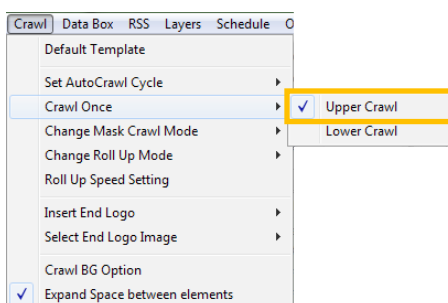 Crawl Data Box RSS Layers Schedule
Default Template
Set AutoCrawl Cycle
Crawl Once
Upper Crawl
Change Mask Crawl Mode
Lower Crawl
Change Roll Up Mode
Roll Up Speed Setting
Insert End Logo
Select End Logo Image
Crawl BG Option
Expand Space between elements